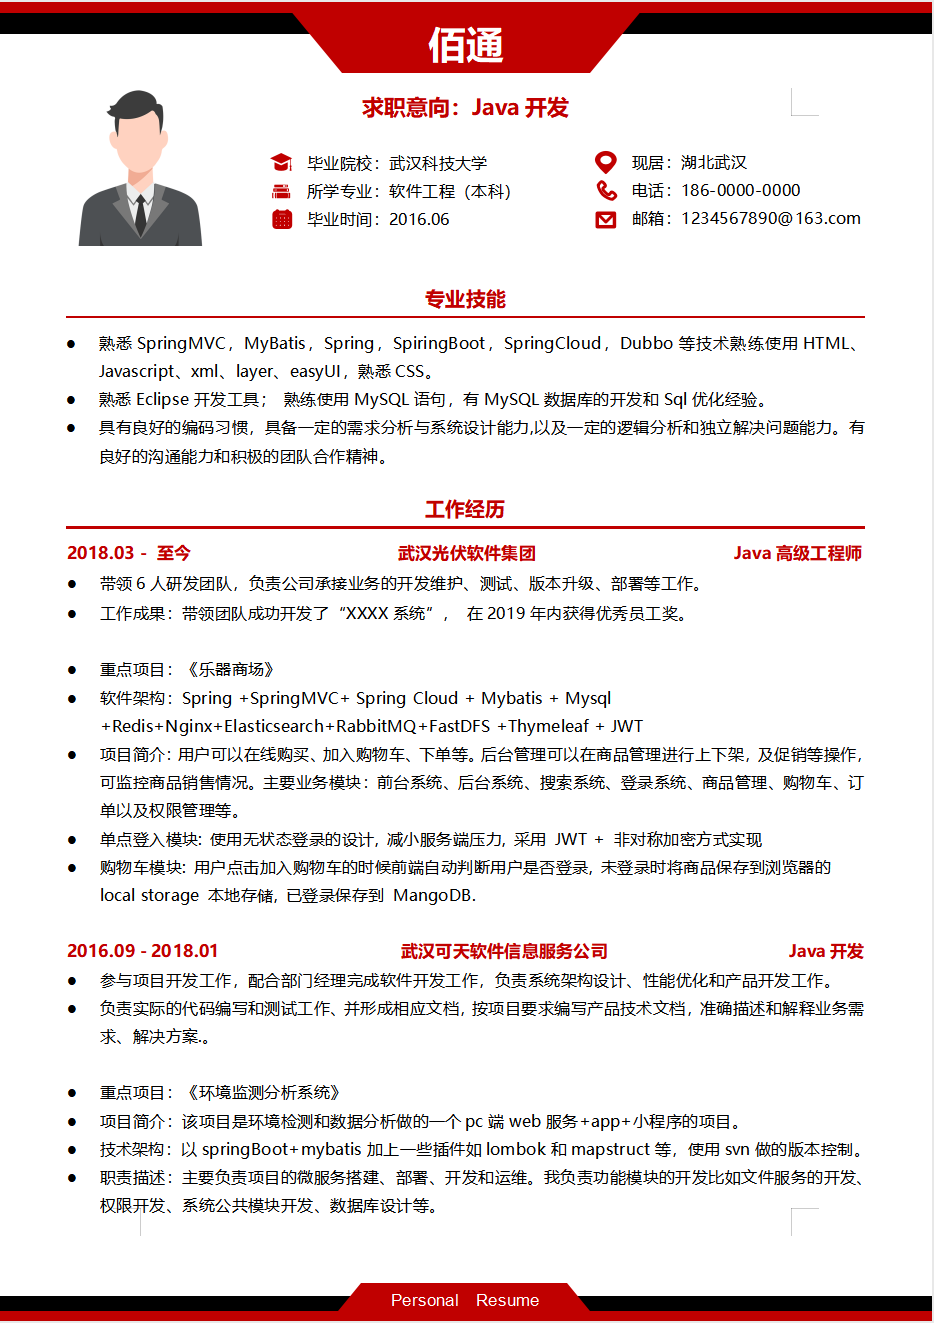 佰通
求职意向：Java 开发
毕业院校：武汉科技大学
所学专业：软件工程（本科）
毕业时间：2016.06
现居：湖北武汉
电话：186-0000-0000
邮箱：1234567890@163.com
专业技能
● 熟悉 SpringMVC，MyBatis，Spring，SpiringBoot，SpringCloud，Dubbo 等技术熟练使用 HTML、
Javascript、xml、layer、easyUI，熟悉 CSS。
● 熟悉 Eclipse 开发工具； 熟练使用 MySQL 语句，有 MySQL 数据库的开发和 Sql 优化经验。
● 具有良好的编码习惯，具备一定的需求分析与系统设计能力,以及一定的逻辑分析和独立解决问题能力。有
良好的沟通能力和积极的团队合作精神。
工作经历
2018.03 - 至今 武汉光伏软件集团 Java 高级工程师
● 带领 6 人研发团队，负责公司承接业务的开发维护、测试、版本升级、部署等工作。
● 工作成果：带领团队成功开发了“XXXX 系统”， 在 2019 年内获得优秀员工奖。
● 重点项目：《乐器商场》
● 软件架构：Spring +SpringMVC+ Spring Cloud + Mybatis + Mysql
+Redis+Nginx+Elasticsearch+RabbitMQ+FastDFS +Thymeleaf + JWT
● 项目简介：用户可以在线购买、加入购物车、下单等。后台管理可以在商品管理进行上下架，及促销等操作，
可监控商品销售情况。主要业务模块：前台系统、后台系统、搜索系统、登录系统、商品管理、购物车、订
单以及权限管理等。
● 单点登入模块: 使用无状态登录的设计, 减小服务端压力, 采用 JWT + 非对称加密方式实现
● 购物车模块: 用户点击加入购物车的时候前端自动判断用户是否登录, 未登录时将商品保存到浏览器的
local storage 本地存储, 已登录保存到 MangoDB.
2016.09 - 2018.01 武汉可天软件信息服务公司 Java 开发
● 参与项目开发工作，配合部门经理完成软件开发工作，负责系统架构设计、性能优化和产品开发工作。
● 负责实际的代码编写和测试工作、并形成相应文档，按项目要求编写产品技术文档，准确描述和解释业务需
求、解决方案.。
● 重点项目：《环境监测分析系统》
● 项目简介：该项目是环境检测和数据分析做的一个 pc 端 web 服务+app+小程序的项目。
● 技术架构：以 springBoot+mybatis 加上一些插件如 lombok 和 mapstruct 等，使用 svn 做的版本控制。
● 职责描述：主要负责项目的微服务搭建、部署、开发和运维。我负责功能模块的开发比如文件服务的开发、
权限开发、系统公共模块开发、数据库设计等。
Personal Resume